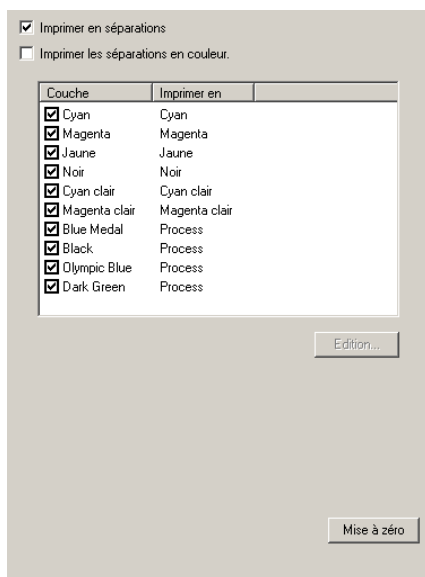 Imprimer en séparations
Imprimer les séparations en couleur.
Couche Imprimer en
Cyan Cyan
Magenta Magenta
Jaune Jaune
Noir Noir
Cyan clair Cyan clair
Magenta clair Magenta clair
Blue Medal Process
Black Process
Olympic Blue Process
Dark Green Process
Edition...
Mise à zéro